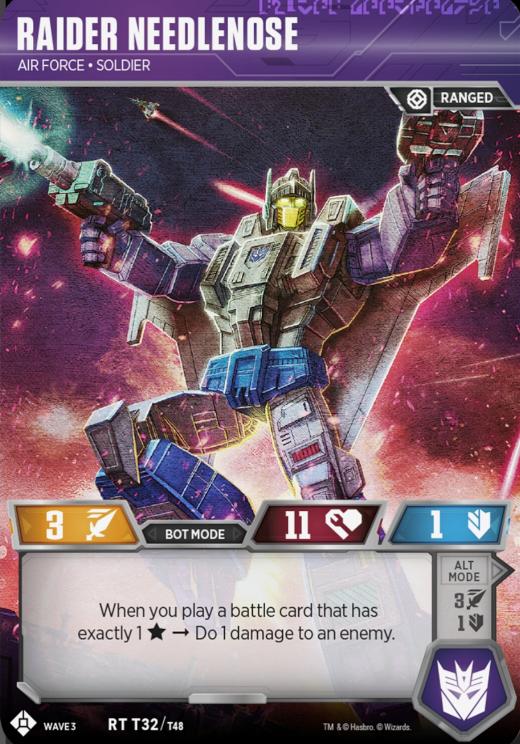 RAIDER NEEDLENOSE
AIR FORCE • SOLDIER
RANGED
3
BOT MODE
11
1
ALT
MODE
3
1
When you play a battle card that has
exactly 1 ★ → Do 1 damage to an enemy.
WAVE 3
RT T32/T48
TM & © Hasbro. © Wizards.